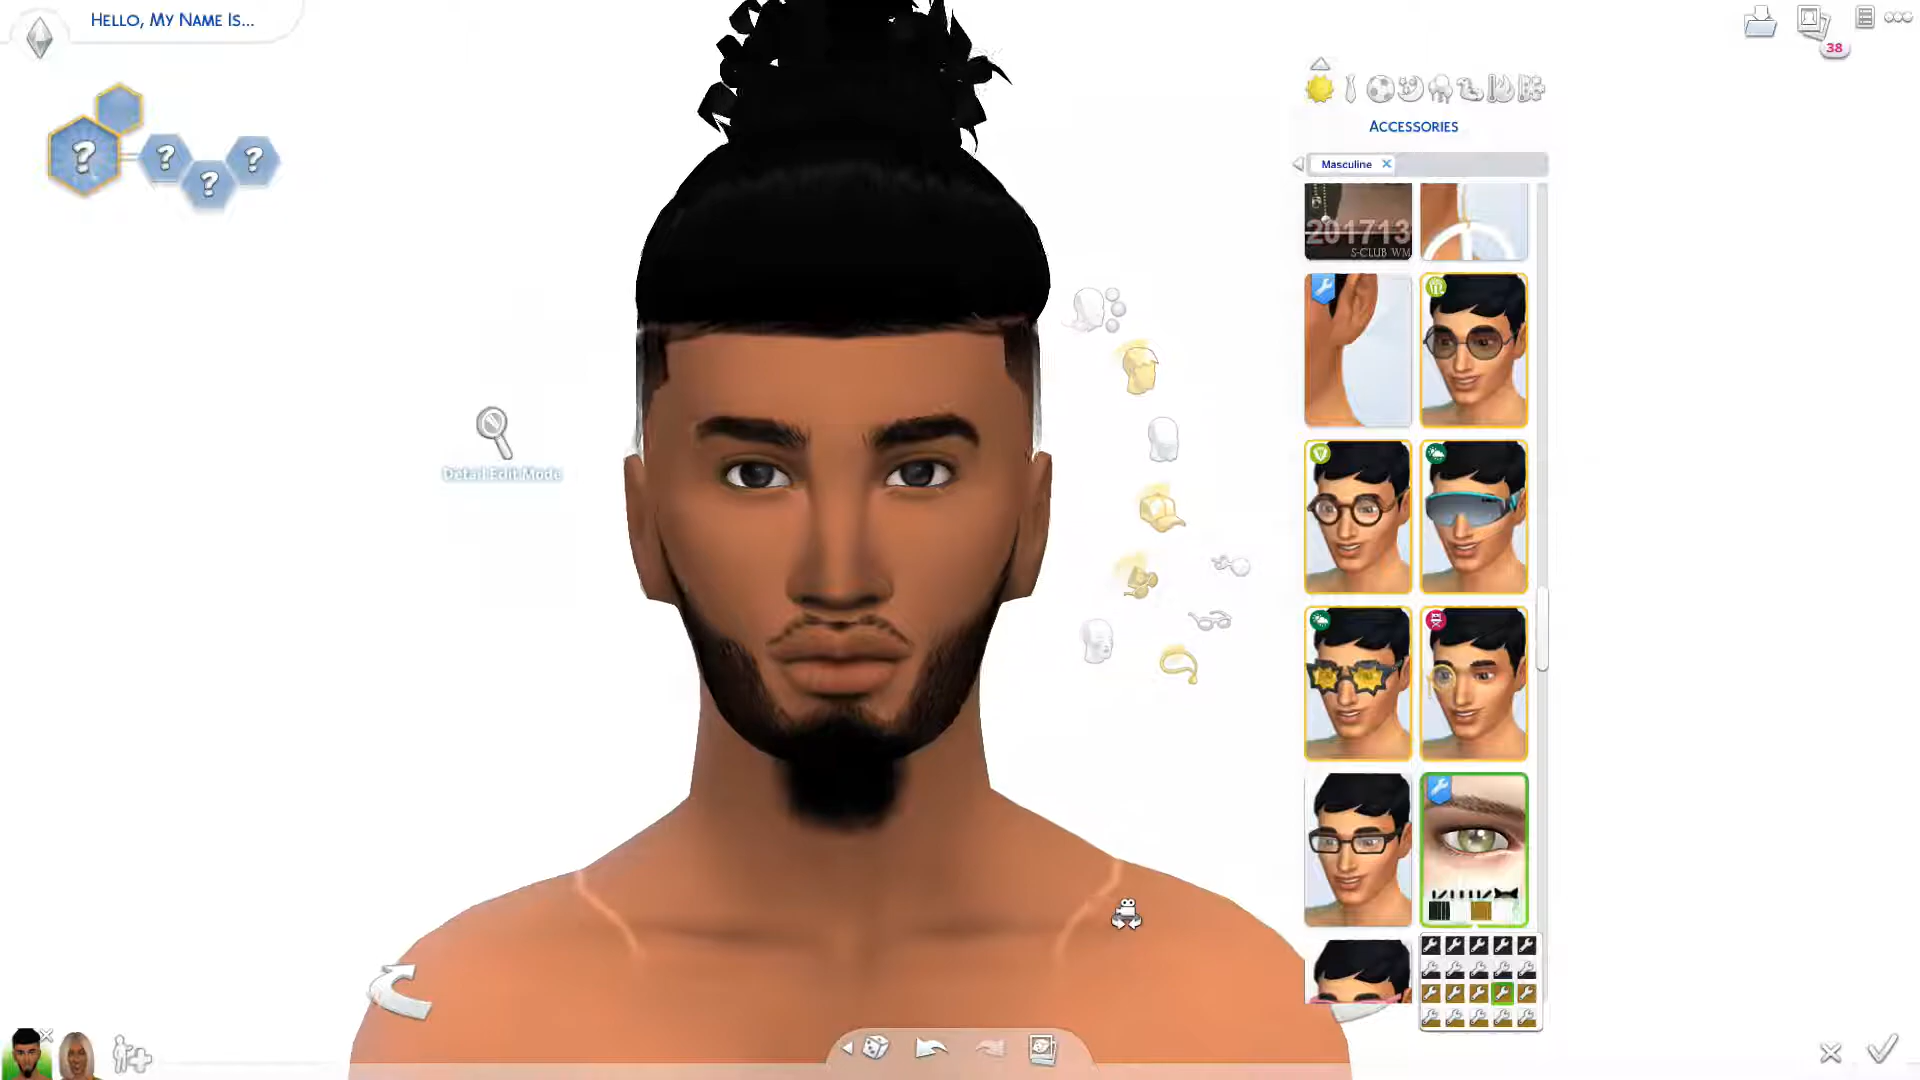 Hello, My Name Is...
38
Accessories
Masculine
201713
S-CLUB WM
Detail Edit Mode